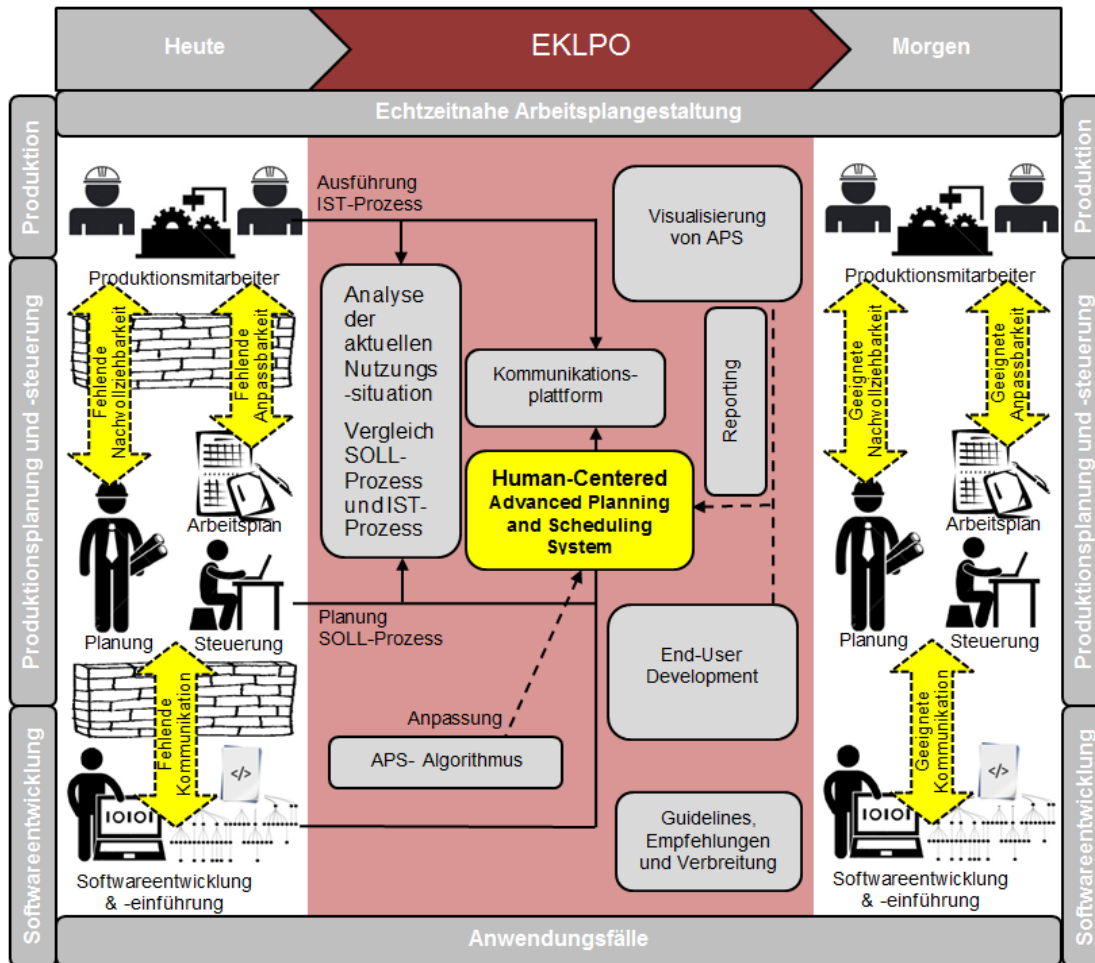 Heute
EKLPO
Morgen
Echtzeitnahe Arbeitsplangestaltung
Produktion
Produktionsplanung und -steuerung
Softwareentwicklung
Produktionsmitarbeiter
Fehlende
Nachvollziehbarkeit
Fehlende
Anpassbarkeit
Arbeitsplan
Planung
Steuerung
Fehlende
Kommunikation
</>
10101
Softwareentwicklung
& -einführung
Ausführung
IST-Prozess
Analyse
der
aktuellen
Nutzungs
-situation
Vergleich
SOLL-
Prozess
und IST-
Prozess
Planung
SOLL-Prozess
Visualisierung
von APS
Kommunikations-
plattform
Reporting
Human-Centered
Advanced Planning
and Scheduling
System
Anpassung
APS- Algorithmus
End-User
Development
Guidelines,
Empfehlungen
und Verbreitung
Produktionsmitarbeiter
Geeignete
Nachvollziehbarkeit
Geeignete
Anpassbarkeit
Arbeitsplan
Planung
Steuerung
Geeignete
Kommunikation
</>
10101
Softwareentwicklung
& -einführung
Produktion
Produktionsplanung und -steuerung
Softwareentwicklung
Anwendungsfälle